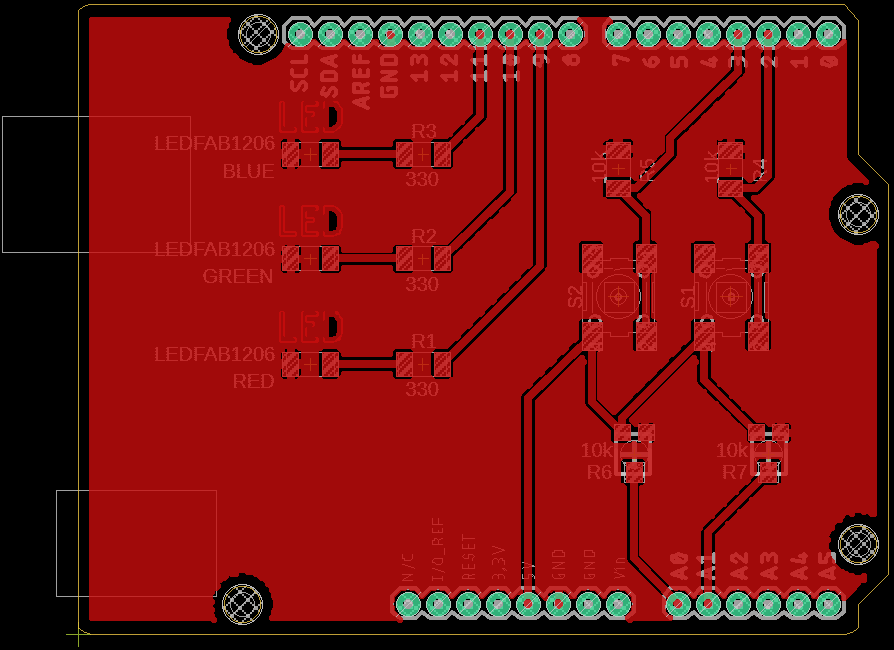 SCL SDA AREF GND 13 12 11 10 9 8 7 6 5 4 3 2 1 0
LED
LEDFAB1206
BLUE
R3
330
10k R5
10k R4
LED
LEDFAB1206
GREEN
R2
330
S2
S1
LED
LEDFAB1206
RED
R1
330
10k
R6
10k
R7
N/C I/O_REF RESET 3.3V 5V GND GND Vin A0 A1 A2 A3 A4 A5